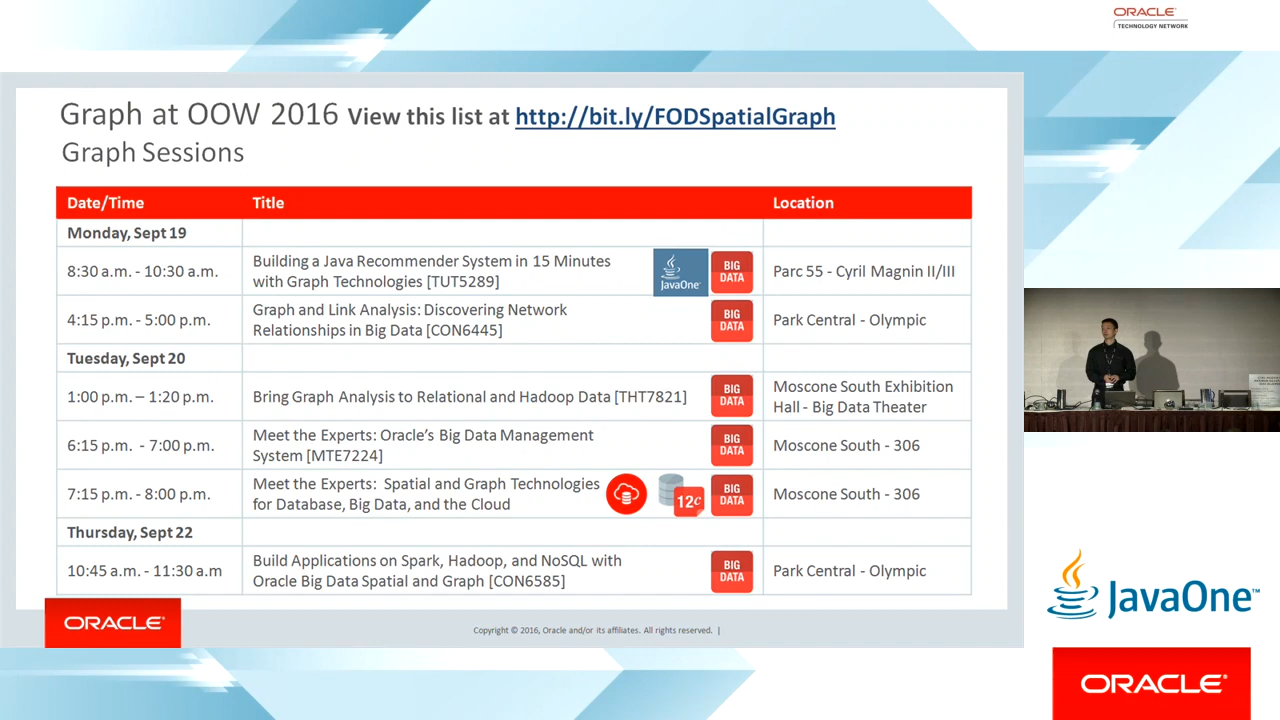 ORACLE
TECHNOLOGY NETWORK
Graph at OOW 2016 View this list at http://bit.ly/FODSpatialGraph
Graph Sessions
Date/Time Title Location
Monday, Sept 19
8:30 a.m. - 10:30 a.m.
Building a Java Recommender System in 15 Minutes
with Graph Technologies [TUT5289]
JavaOne
BIG
DATA
Parc 55 - Cyril Magnin II/III
4:15 p.m. - 5:00 p.m.
Graph and Link Analysis: Discovering Network
Relationships in Big Data [CON6445]
BIG
DATA
Park Central - Olympic
Tuesday, Sept 20
1:00 p.m. – 1:20 p.m.
Bring Graph Analysis to Relational and Hadoop Data [THT7821]
BIG
DATA
Moscone South Exhibition
Hall - Big Data Theater
6:15 p.m. - 7:00 p.m.
Meet the Experts: Oracle’s Big Data Management
System [MTE7224]
BIG
DATA
Moscone South - 306
7:15 p.m. - 8:00 p.m.
Meet the Experts: Spatial and Graph Technologies
for Database, Big Data, and the Cloud
12c
BIG
DATA
Moscone South - 306
Thursday, Sept 22
10:45 a.m. - 11:30 a.m
Build Applications on Spark, Hadoop, and NoSQL with
Oracle Big Data Spatial and Graph [CON6585]
BIG
DATA
Park Central - Olympic
ORACLE
Copyright © 2016, Oracle and/or its affiliates. All rights reserved. |
JavaOne™
ORACLE